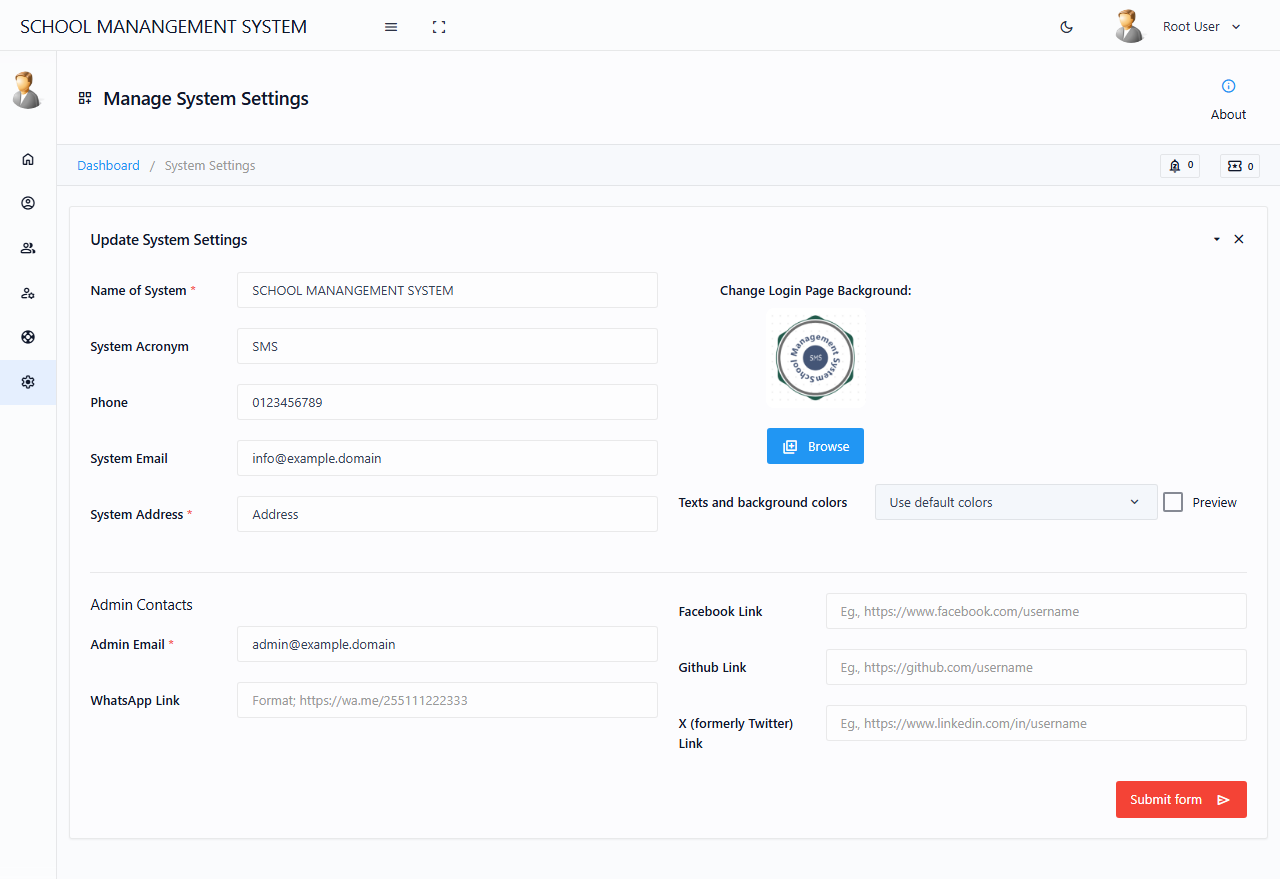 SCHOOL MANANGEMENT SYSTEM
Root User
Manage System Settings
About
Dashboard / System Settings
0
0
Update System Settings
Name of System *
SCHOOL MANANGEMENT SYSTEM
System Acronym
SMS
Phone
0123456789
System Email
info@example.domain
System Address *
Address
Change Login Page Background:
School Management System
SMS
Browse
Texts and background colors
Use default colors
Preview
Admin Contacts
Admin Email *
admin@example.domain
WhatsApp Link
Format; https://wa.me/255111222333
Facebook Link
Eg., https://www.facebook.com/username
Github Link
Eg., https://github.com/username
X (formerly Twitter)
Link
Eg., https://www.linkedin.com/in/username
Submit form